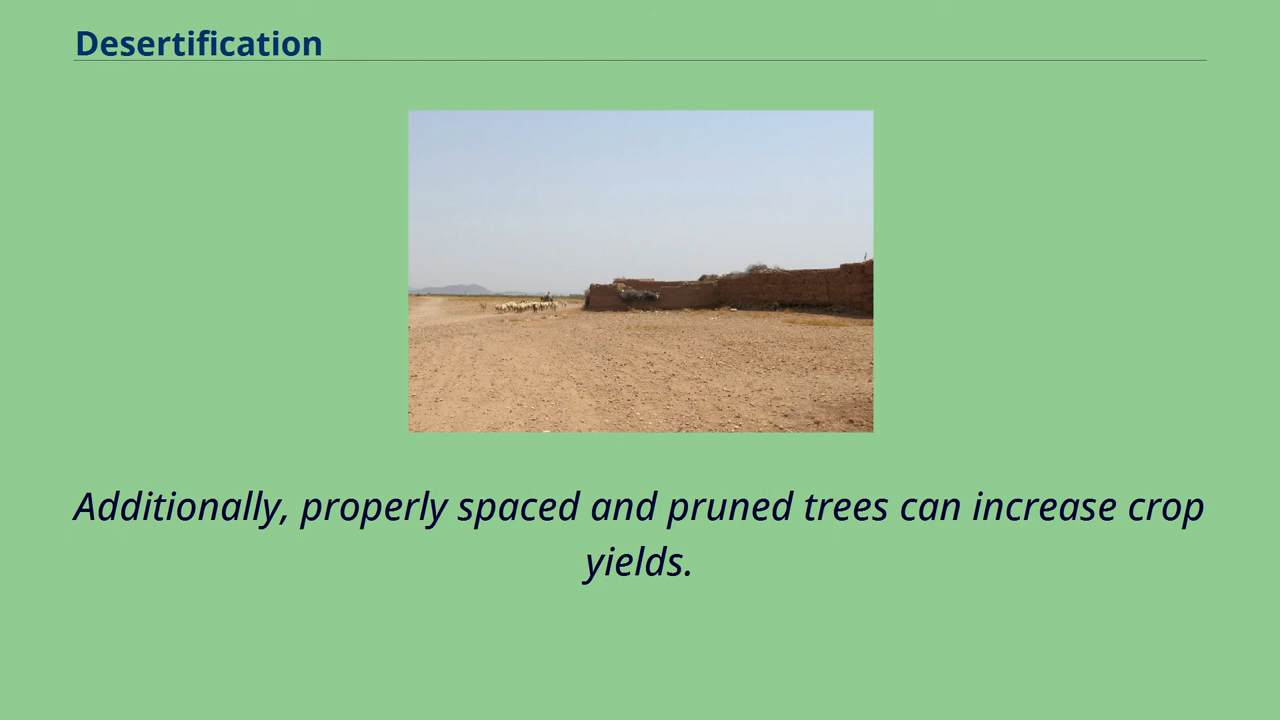 Desertification
Additionally, properly spaced and pruned trees can increase crop
yields.